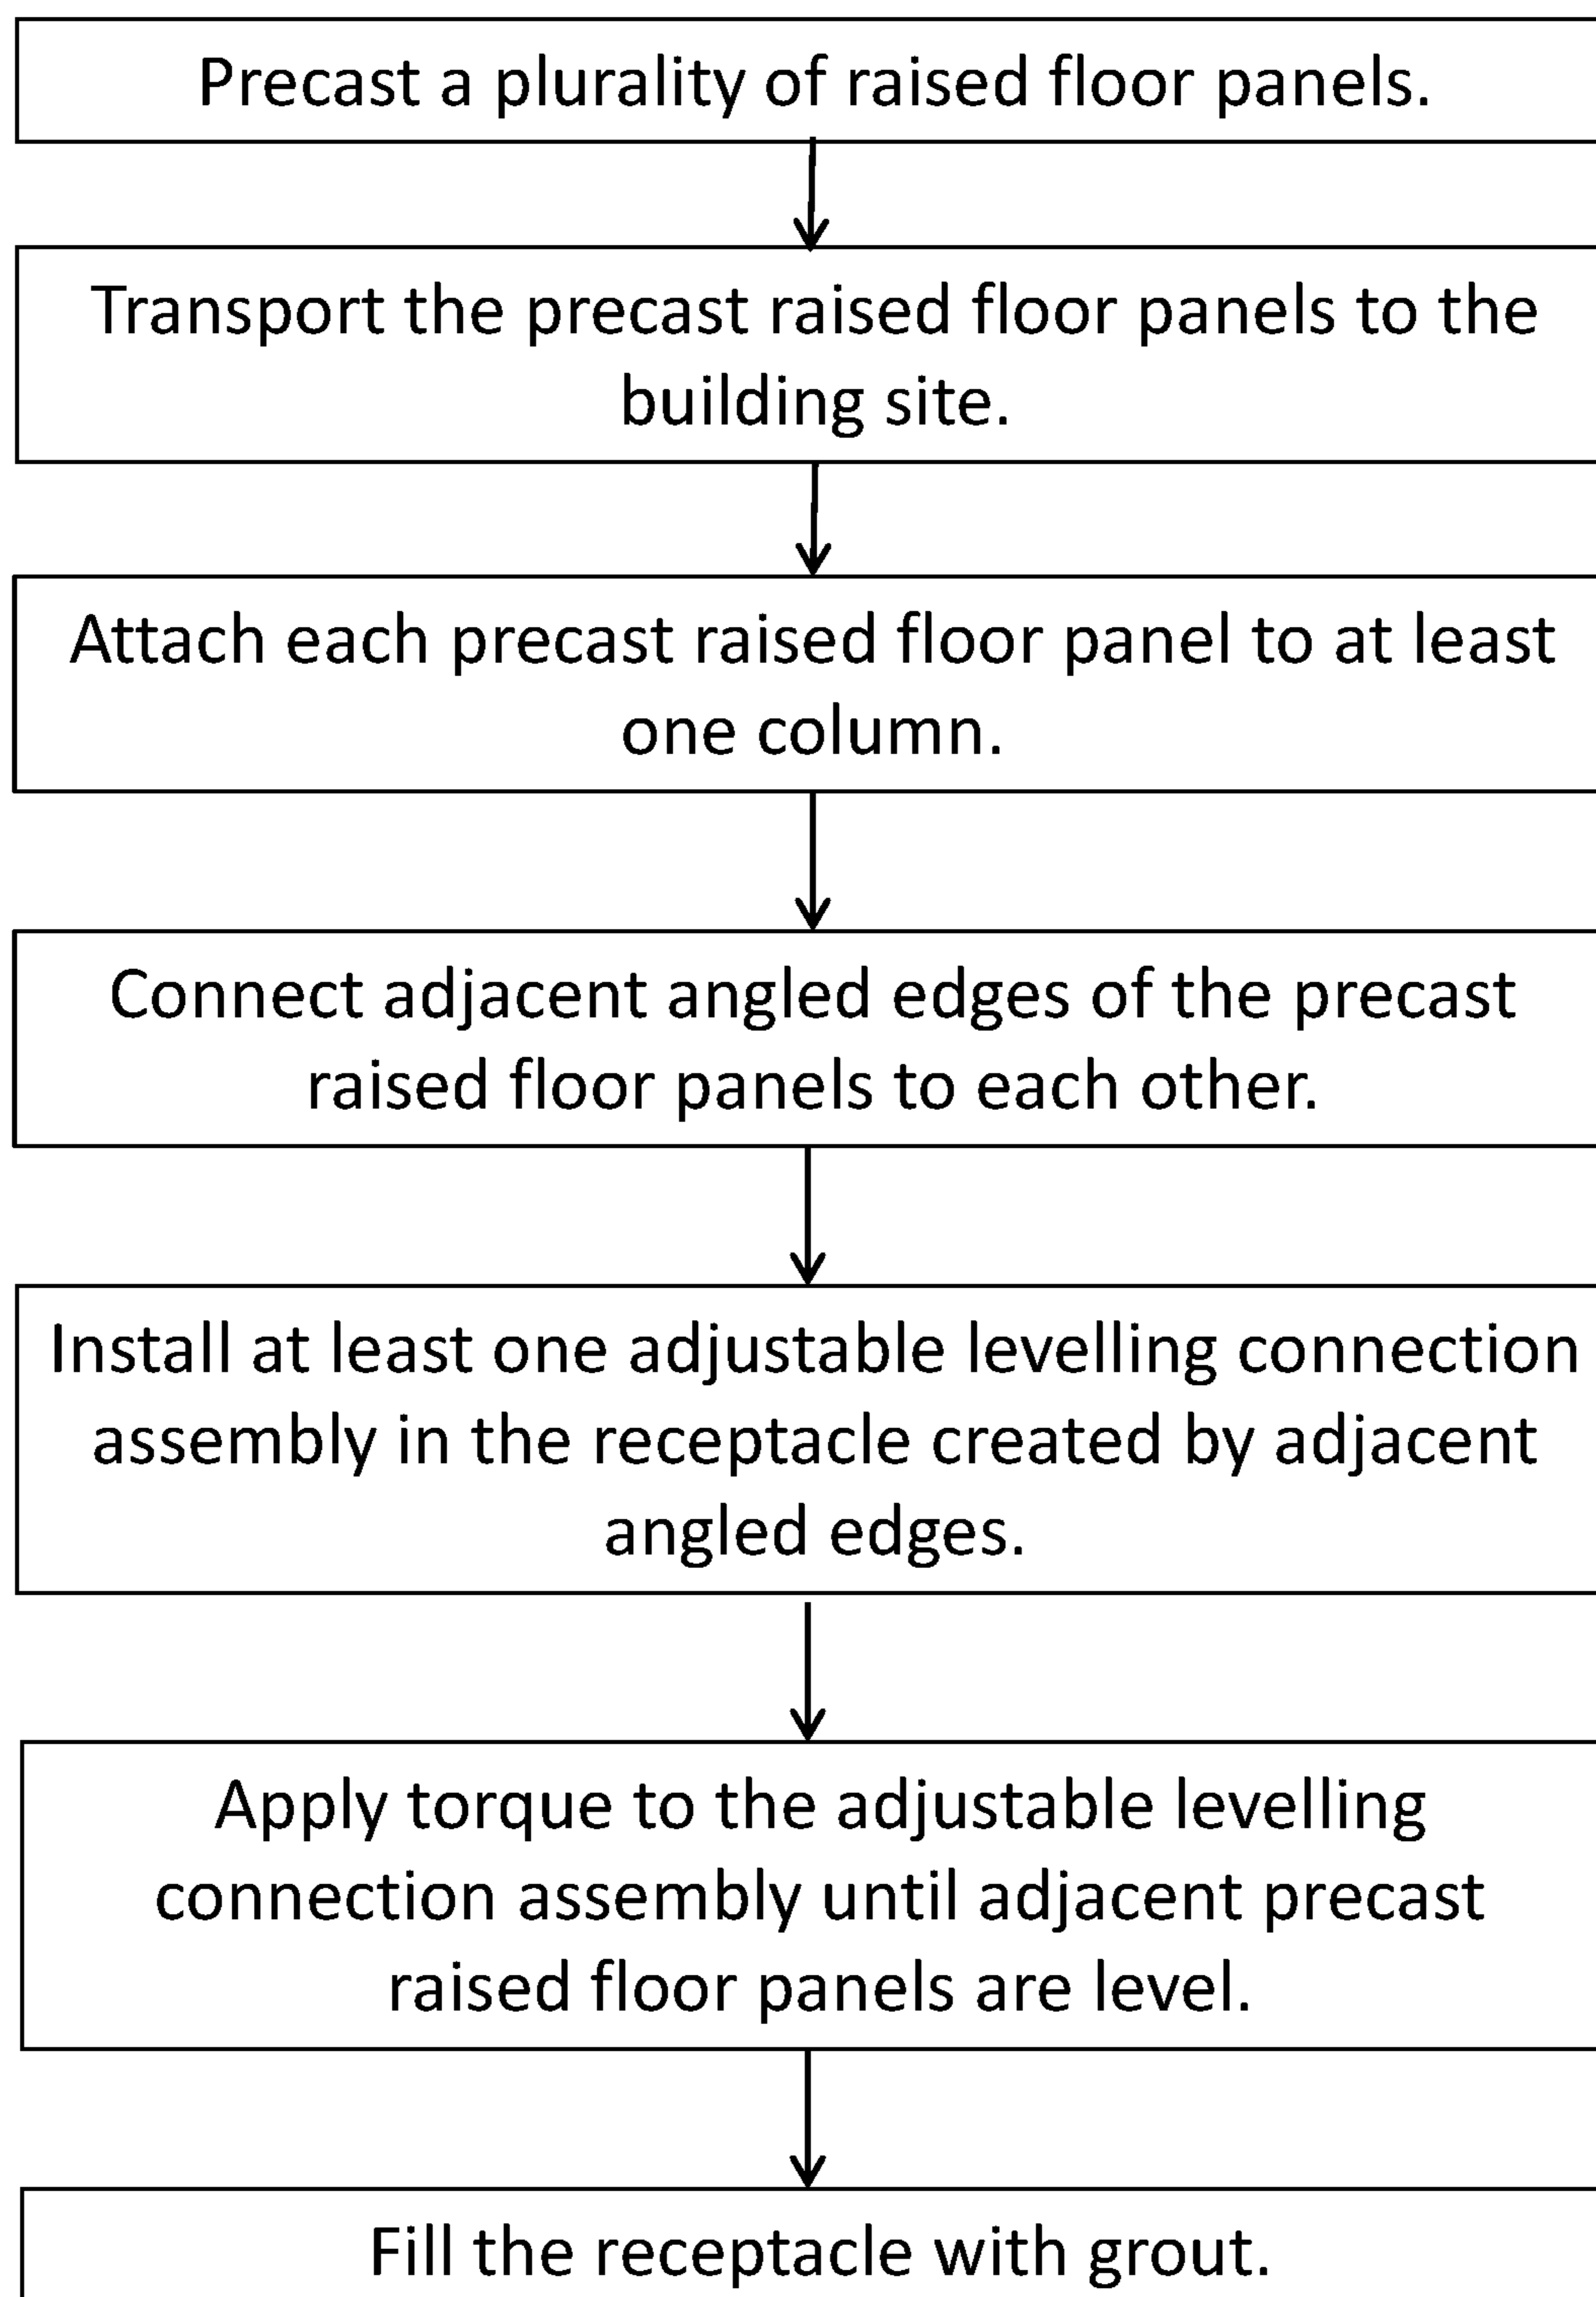 Precast a plurality of raised floor panels.
Transport the precast raised floor panels to the
building site.
Attach each precast raised floor panel to at least
one column.
Connect adjacent angled edges of the precast
raised floor panels to each other.
Install at least one adjustable levelling connection
assembly in the receptacle created by adjacent
angled edges.
Apply torque to the adjustable levelling
connection assembly until adjacent precast
raised floor panels are level.
Fill the receptacle with grout.